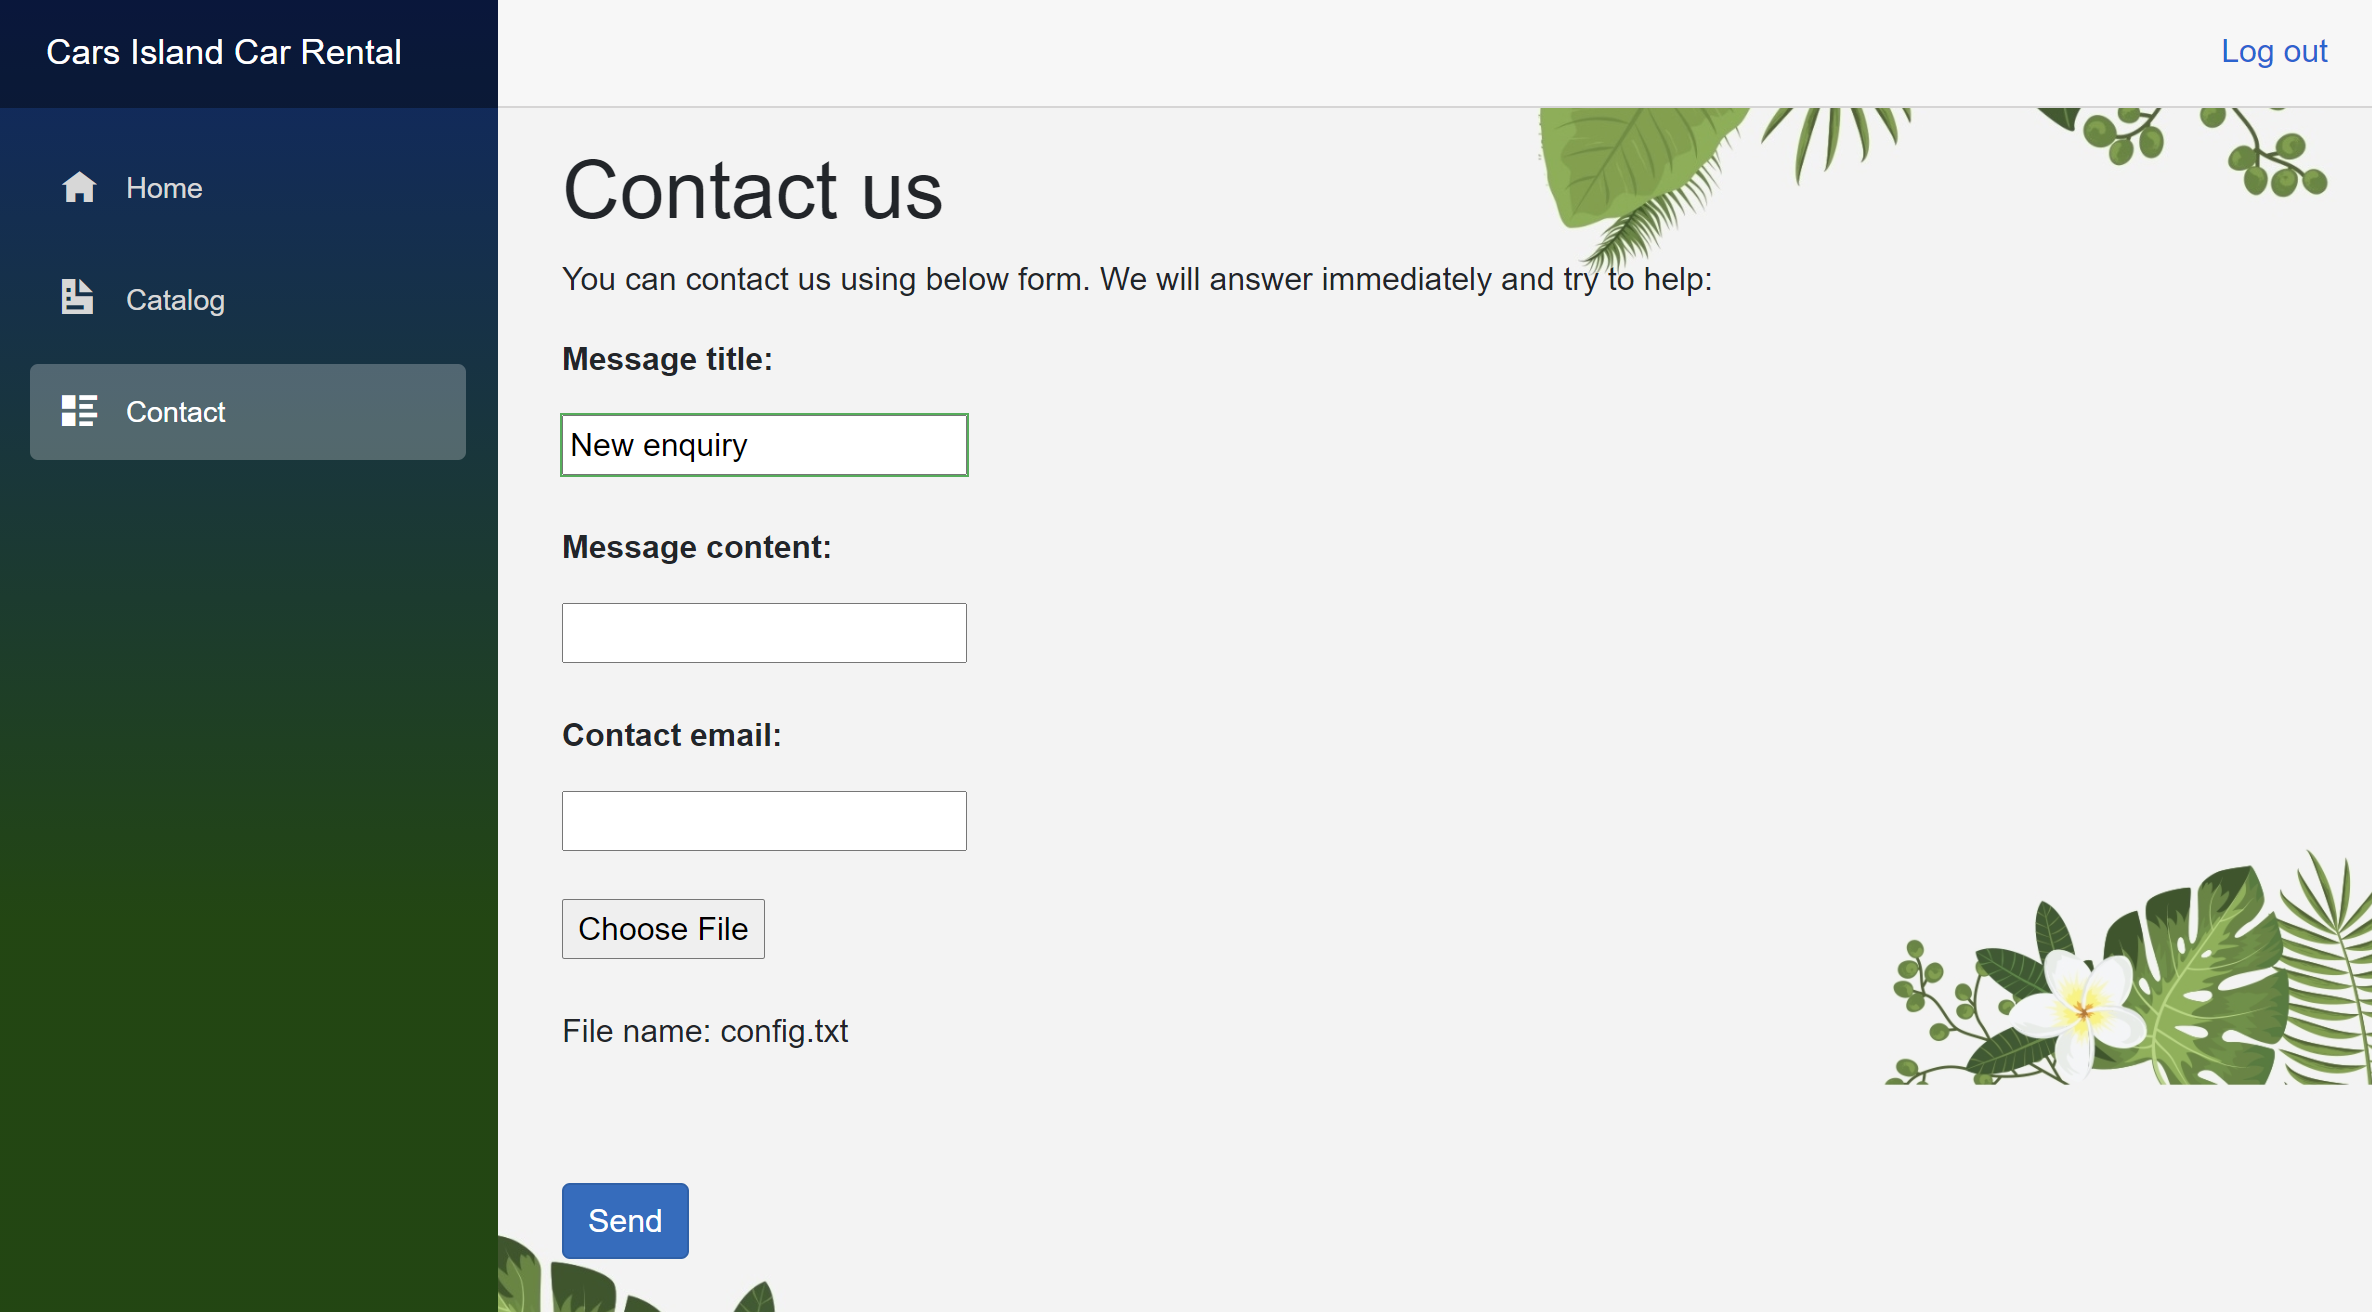 Cars Island Car Rental
Log out
Home
Catalog
Contact
Contact us
You can contact us using below form. We will answer immediately and try to help:
Message title:
New enquiry
Message content:
Contact email:
Choose File
File name: config.txt
Send